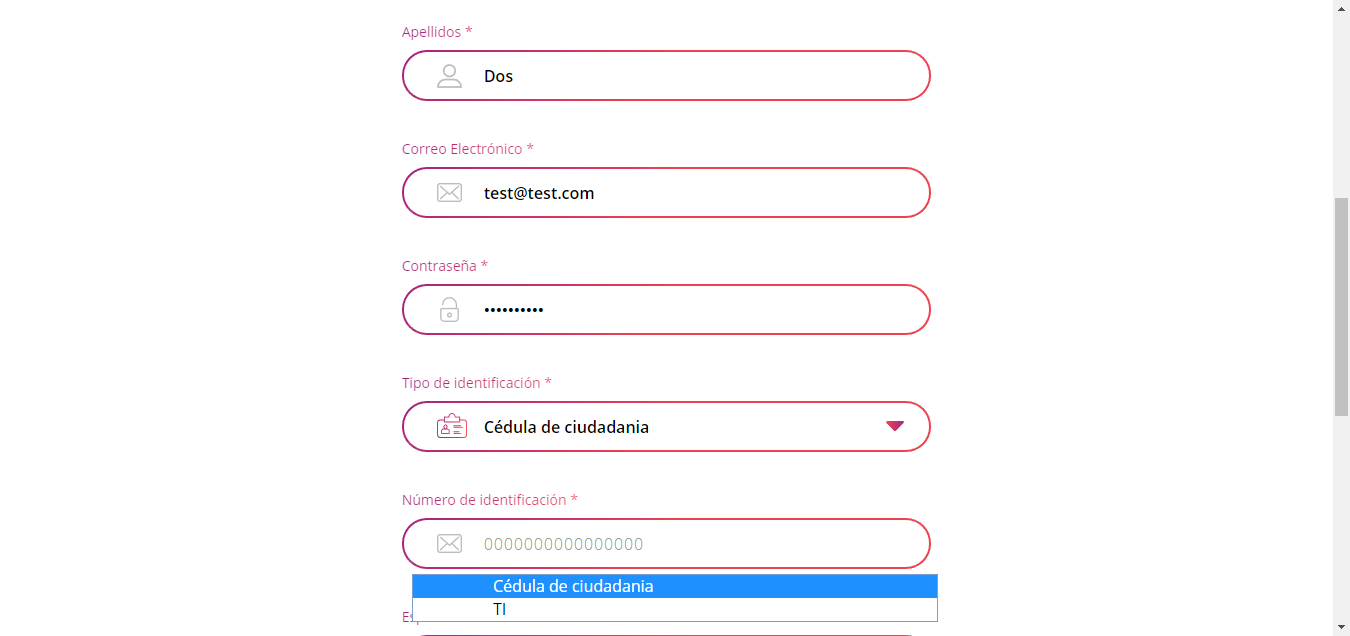 Apellidos *
Dos
Correo Electrónico *
test@test.com
Contraseña *
••••••••••
Tipo de identificación *
Cédula de ciudadania
Número de identificación *
0000000000000000
Cédula de ciudadania
TI